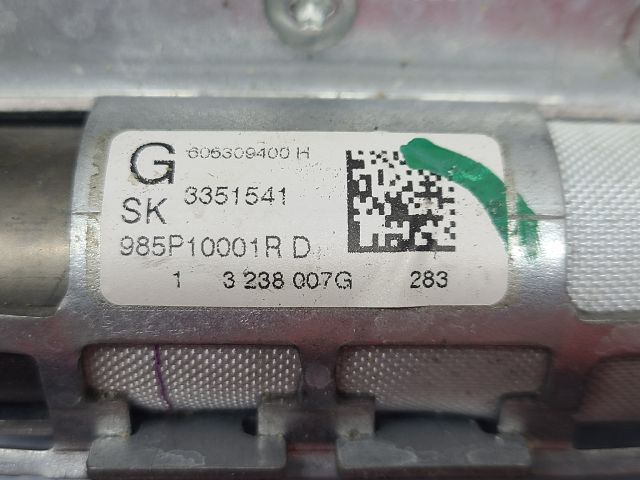 G 606309400 H
SK 3351541
985P10001R D
1 3 238 007G 283